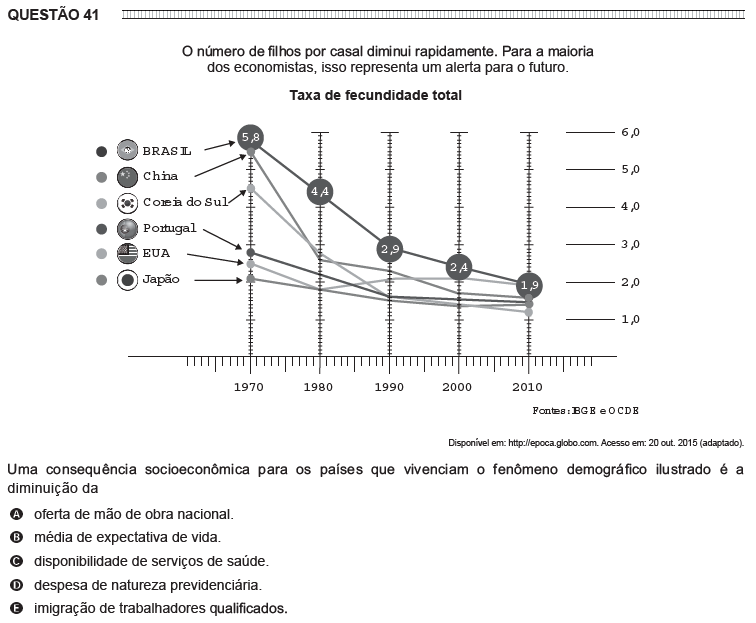 QUESTÃO 41
O número de filhos por casal diminui rapidamente. Para a maioria
dos economistas, isso representa um alerta para o futuro.
Taxa de fecundidade total
BRASIL
China
Coreia do Sul
Portugal
EUA
Japão
5,8
4,4
2,9
2,4
1,9
6,0
5,0
4,0
3,0
2,0
1,0
1970 1980 1990 2000 2010
Fontes: IBGE e OCDE
Disponível em: http://epoca.globo.com. Acesso em: 20 out. 2015 (adaptado).
Uma consequência socioeconômica para os países que vivenciam o fenômeno demográfico ilustrado é a
diminuição da
A oferta de mão de obra nacional.
B média de expectativa de vida.
C disponibilidade de serviços de saúde.
D despesa de natureza previdenciária.
E imigração de trabalhadores qualificados.